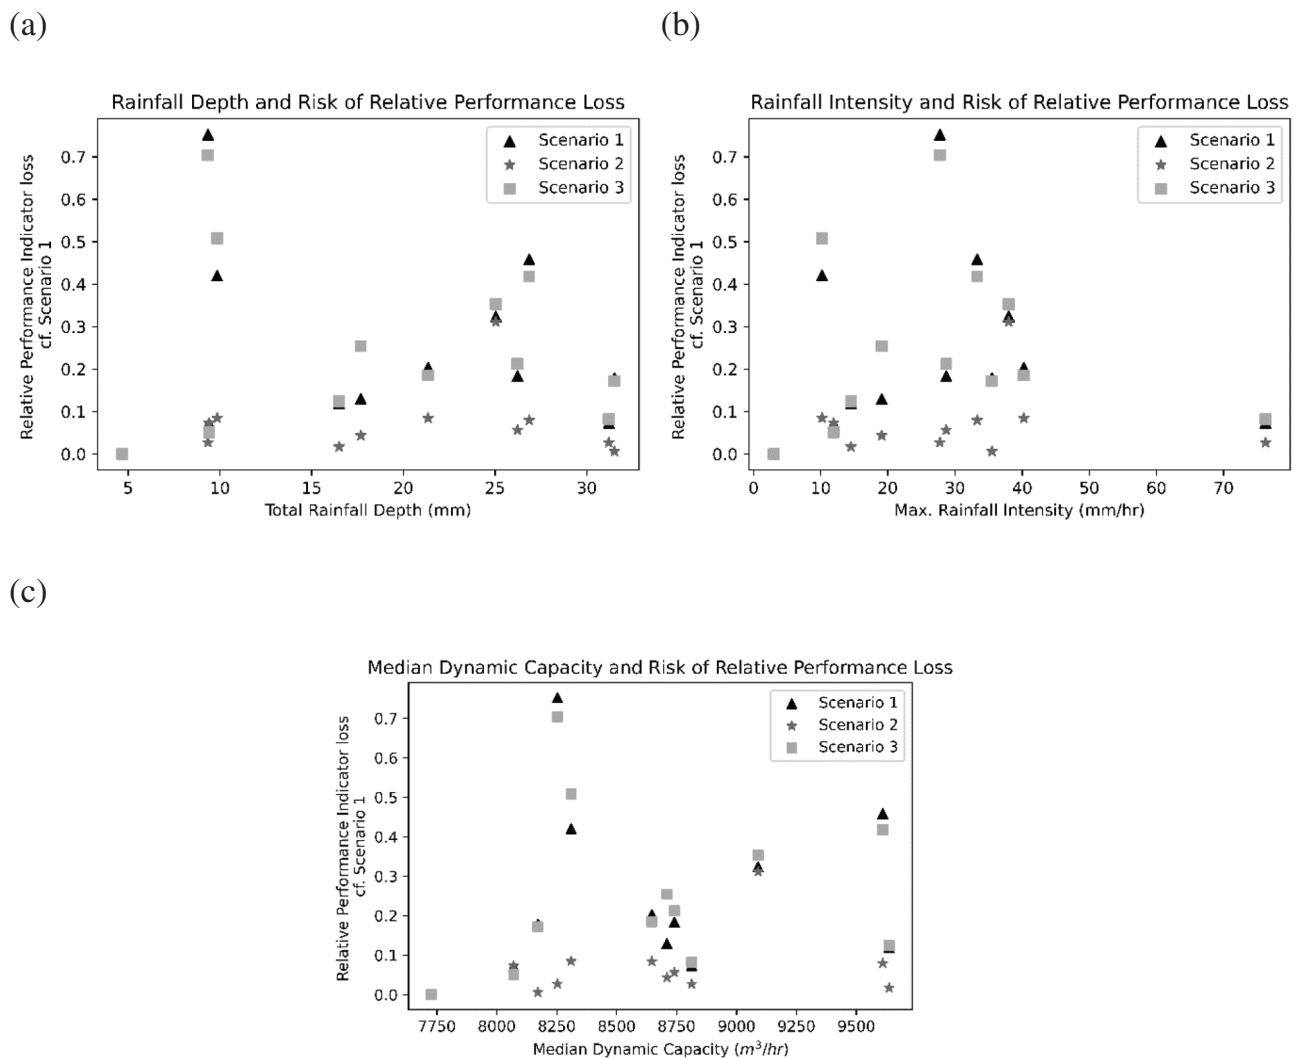 (a)
(b)
Rainfall Depth and Risk of Relative Performance Loss
Relative Performance Indicator loss
cf. Scenario 1
0.7
0.6
0.5
0.4
0.3
0.2
0.1
0.0
Scenario 1
Scenario 2
Scenario 3
5 10 15 20 25 30
Total Rainfall Depth (mm)
Rainfall Intensity and Risk of Relative Performance Loss
Relative Performance Indicator loss
cf. Scenario 1
0.7
0.6
0.5
0.4
0.3
0.2
0.1
0.0
Scenario 1
Scenario 2
Scenario 3
0 10 20 30 40 50 60 70
Max. Rainfall Intensity (mm/hr)
(c)
Median Dynamic Capacity and Risk of Relative Performance Loss
Relative Performance Indicator loss
cf. Scenario 1
0.7
0.6
0.5
0.4
0.3
0.2
0.1
0.0
Scenario 1
Scenario 2
Scenario 3
7750 8000 8250 8500 8750 9000 9250 9500
Median Dynamic Capacity (m³/hr)